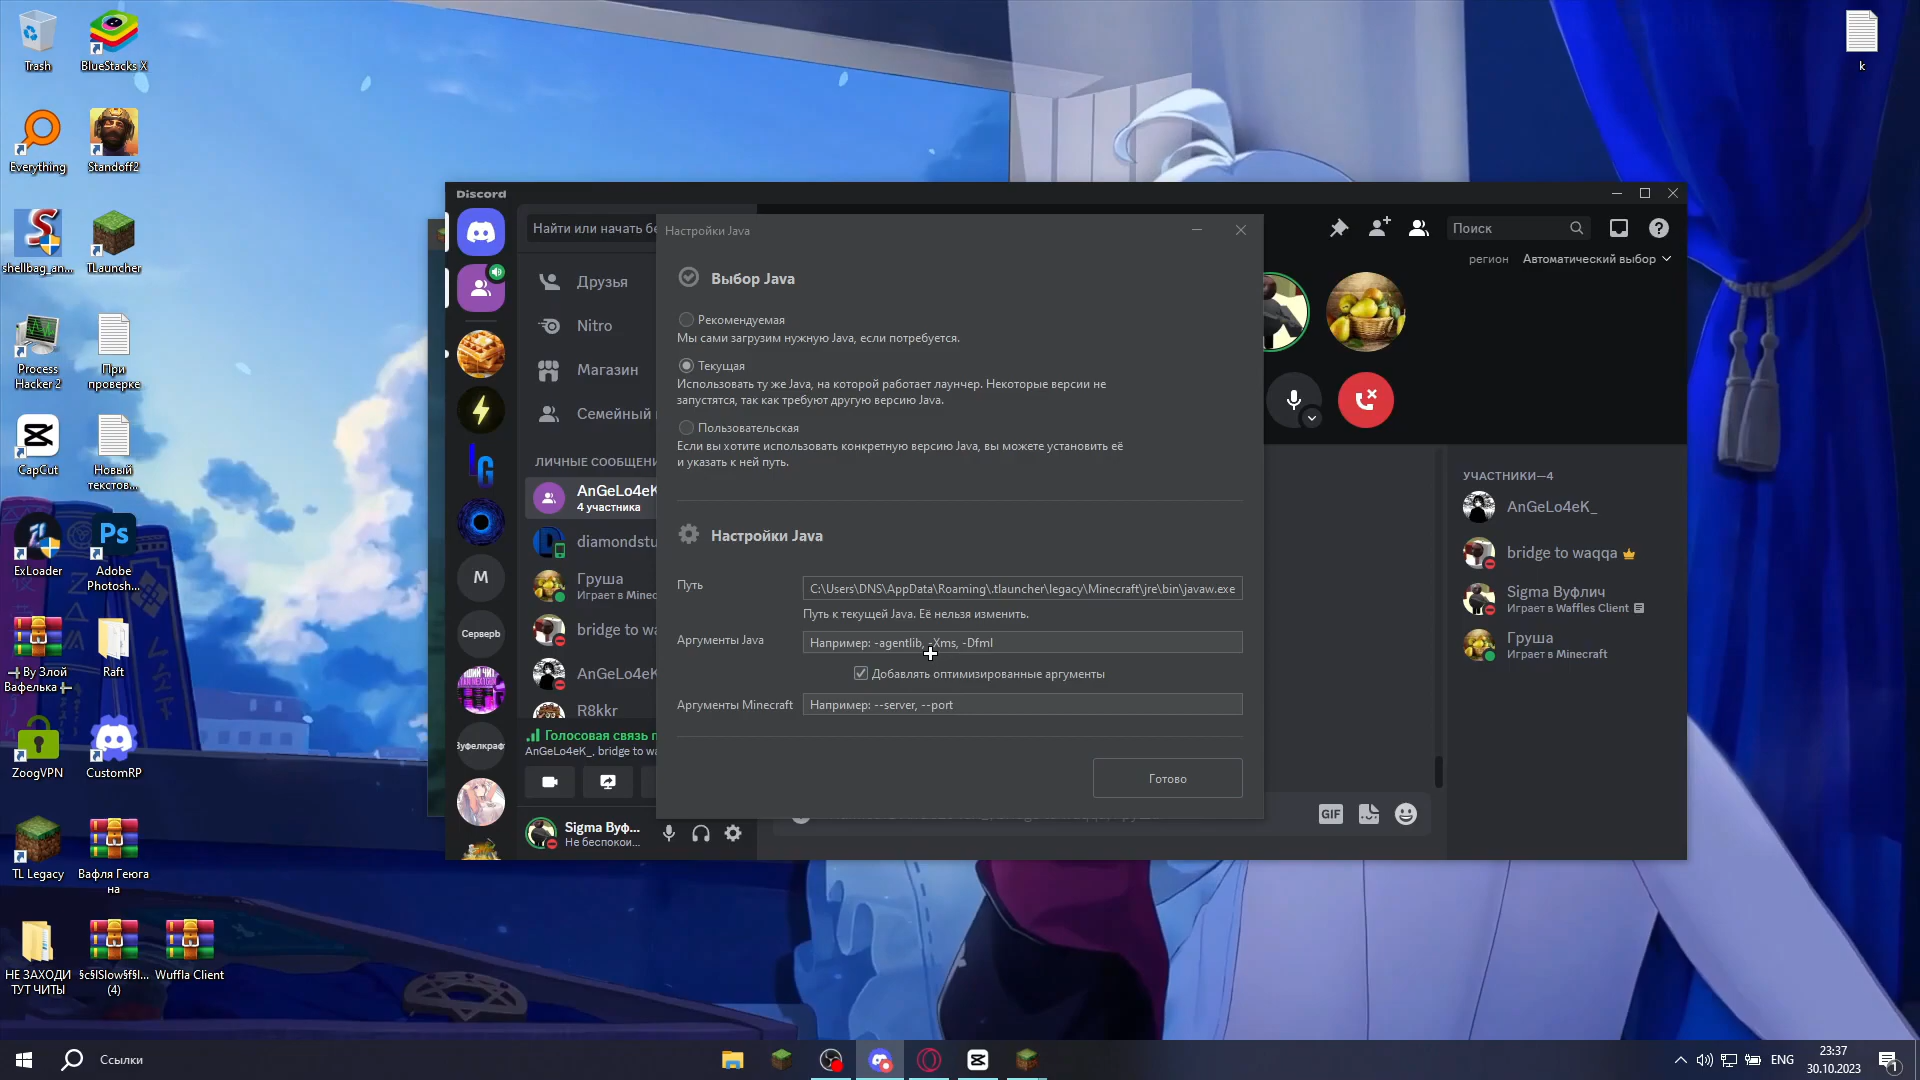 Trash
BlueStacks X
Everything
Standoff2
shellbag_an...
TLauncher
Process
Hacker 2
При
проверке
CapCut
Новый
текстов...
ExLoader
Adobe
Photosh...
By Злой
Вафелька
Raft
ZoogVPN
CustomRP
TL Legacy
Вафля Геюга
на
НЕ ЗАХОДИ
ТУТ ЧИТЫ
§c§lSlow§f§l...
(4)
Wuffla Client
k
Discord
Найти или начать бе
Друзья
Nitro
Магазин
Семейный
ЛИЧНЫЕ СООБЩЕН
AnGeLo4eK
4 участника
diamondstu
Груша
Играет в Minec
bridge to wa
AnGeLo4eK
R8kkr
M
Серверь
Вуфелкрафт
Голосовая связь п
AnGeLo4eK_, bridge to wa
Sigma Вуф...
Не беспокои...
Настройки Java
Выбор Java
Рекомендуемая
Мы сами загрузим нужную Java, если потребуется.
Текущая
Использовать ту же Java, на которой работает лаунчер. Некоторые версии не
запустятся, так как требуют другую версию Java.
Пользовательская
Если вы хотите использовать конкретную версию Java, вы можете установить её
и указать к ней путь.
Настройки Java
Путь
C:\Users\DNS\AppData\Roaming\.tlauncher\legacy\Minecraft\jre\bin\javaw.exe
Путь к текущей Java. Её нельзя изменить.
Аргументы Java
Например: -agentlib, -Xms, -Dfml
Добавлять оптимизированные аргументы
Аргументы Minecraft
Например: --server, --port
Готово
Поиск
регион
Автоматический выбор
УЧАСТНИКИ—4
AnGeLo4eK_
bridge to waqqa
Sigma Вуфлич
Играет в Waffles Client
Груша
Играет в Minecraft
GIF
Ссылки
ENG
23:37
30.10.2023
1